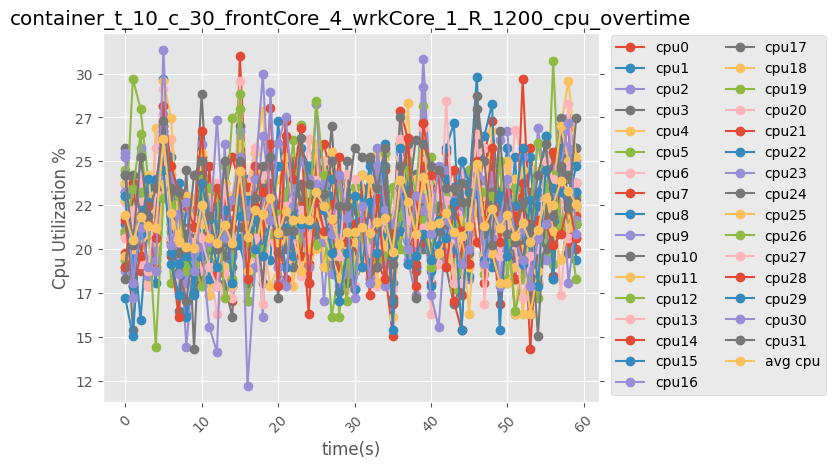 container_t_10_c_30_frontCore_4_wrkCore_1_R_1200_cpu_overtime
Cpu Utilization %
30
27
25
22
20
17
15
12
0
10
20
30
40
50
60
time(s)
cpu0
cpu1
cpu2
cpu3
cpu4
cpu5
cpu6
cpu7
cpu8
cpu9
cpu10
cpu11
cpu12
cpu13
cpu14
cpu15
cpu16
cpu17
cpu18
cpu19
cpu20
cpu21
cpu22
cpu23
cpu24
cpu25
cpu26
cpu27
cpu28
cpu29
cpu30
cpu31
avg cpu